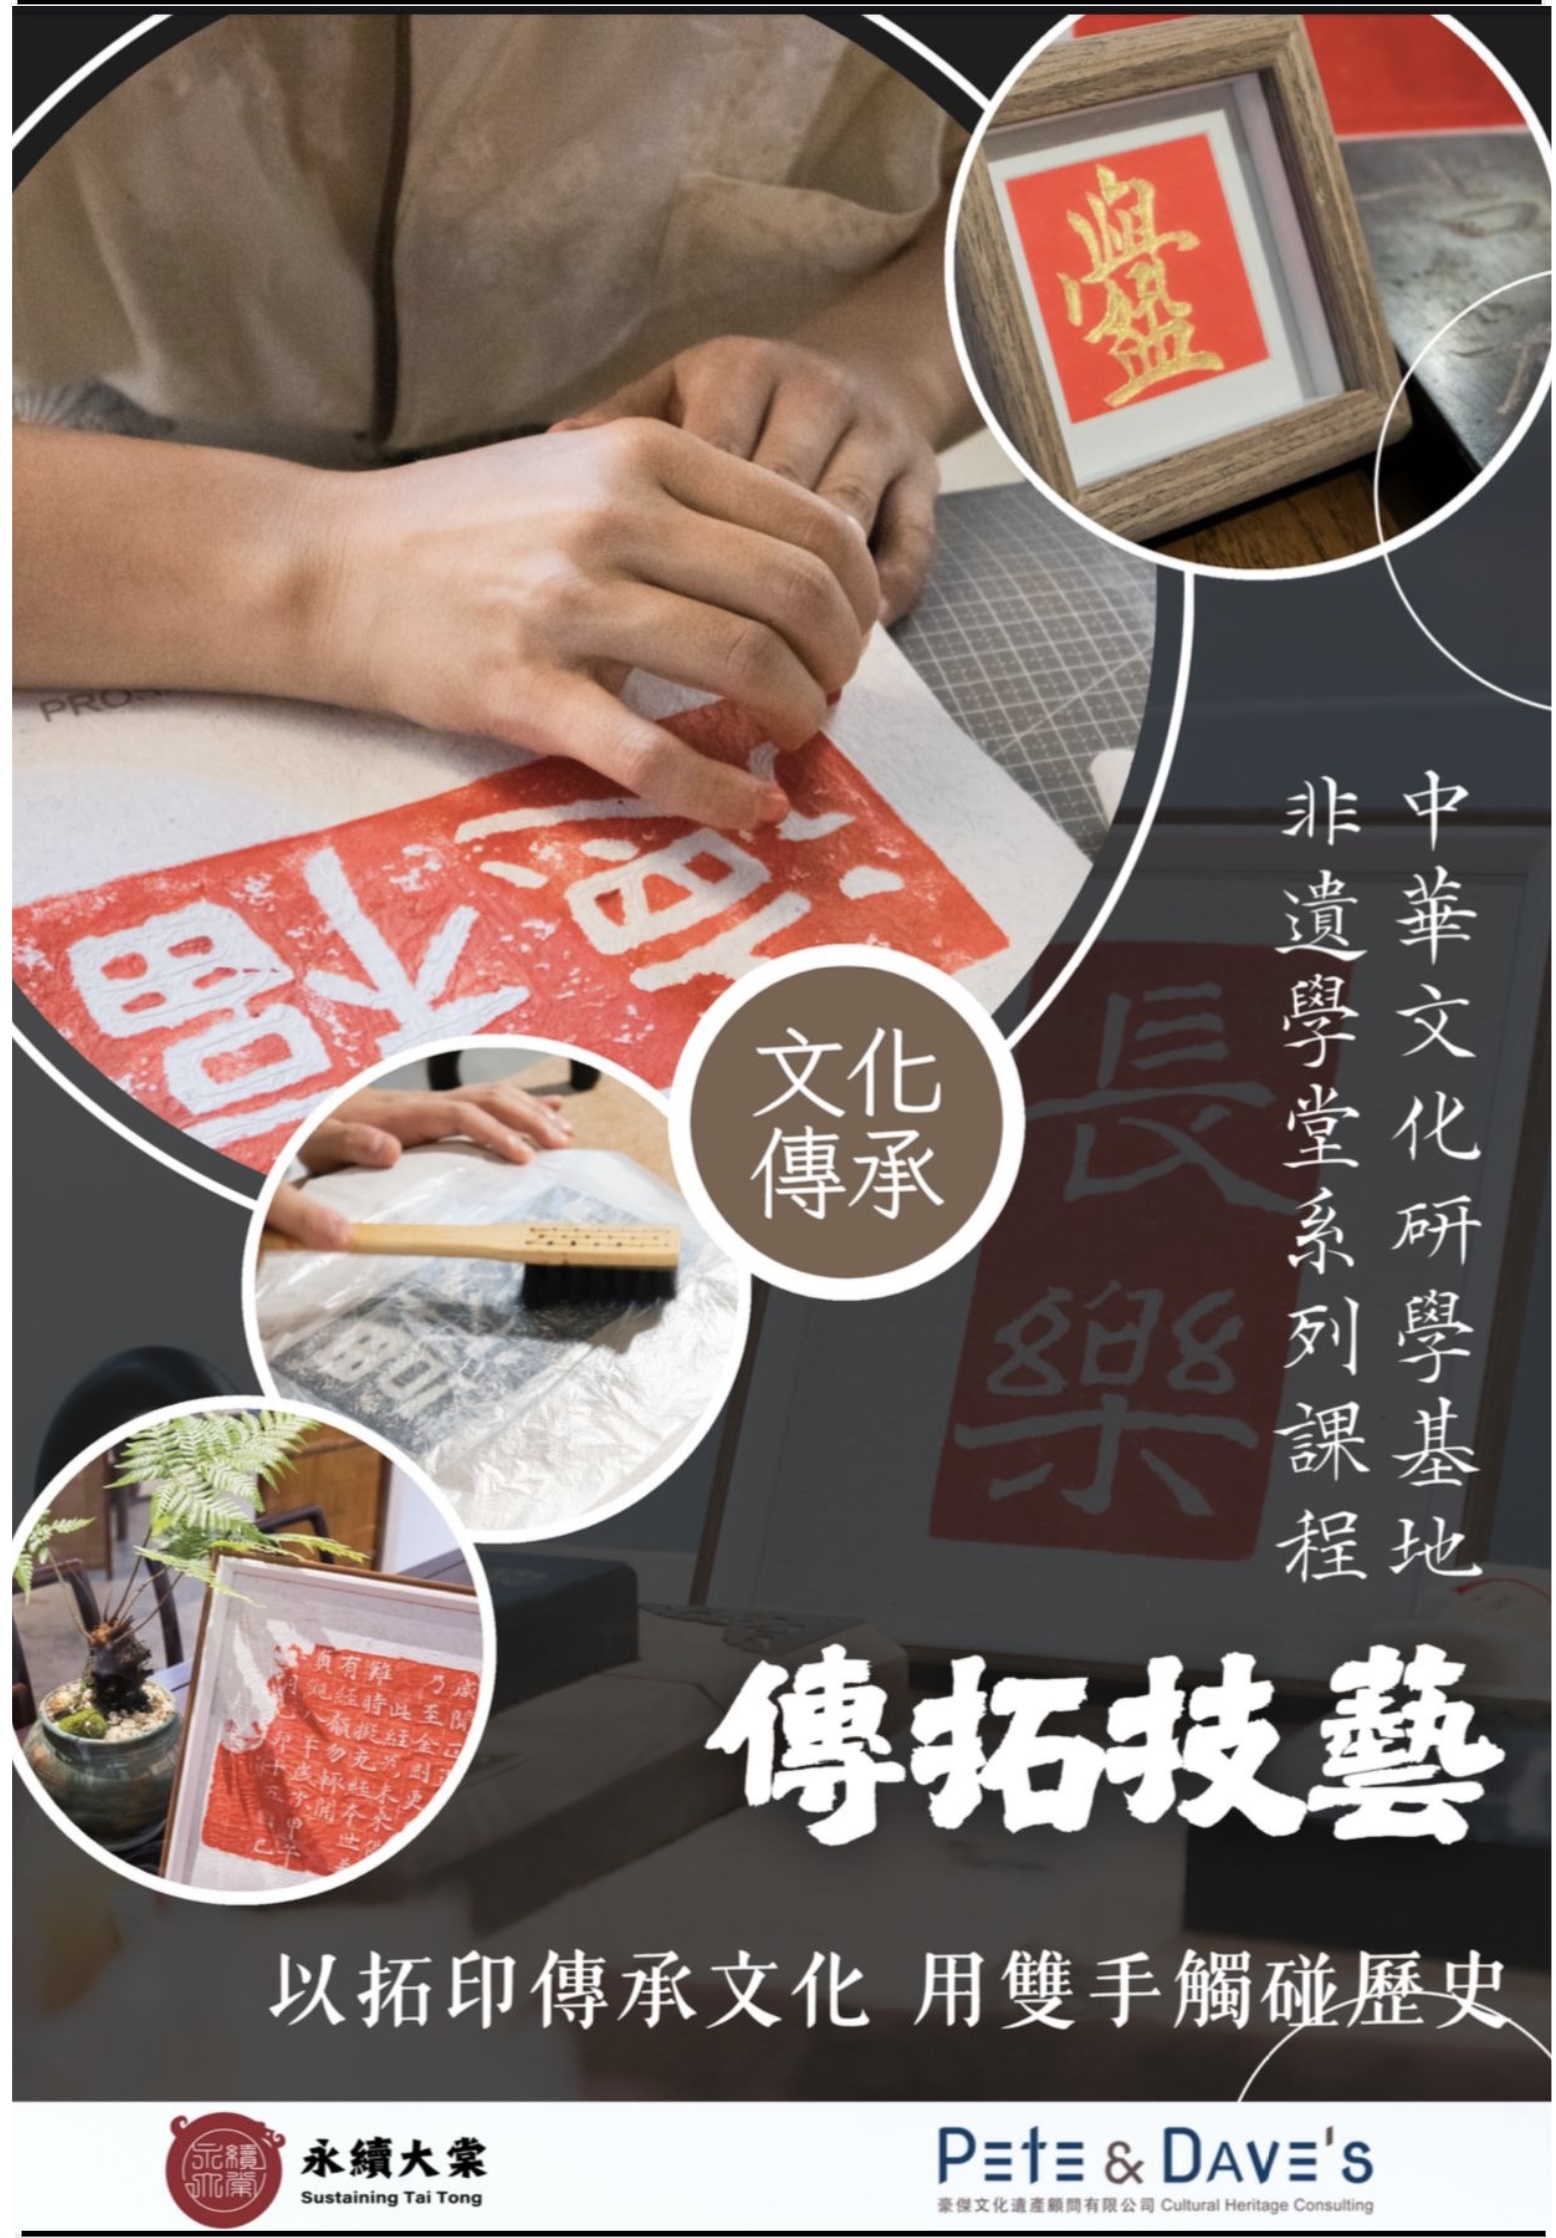 PRO
文化
傳承
中華文化研學基地
非遺學堂系列課程
長樂
傳拓技藝
以拓印傳承文化 用雙手觸碰歷史
永續大棠
Sustaining Tai Tong
PETE & DAVE'S
豪傑文化遺產顧問有限公司 Cultural Heritage Consulting